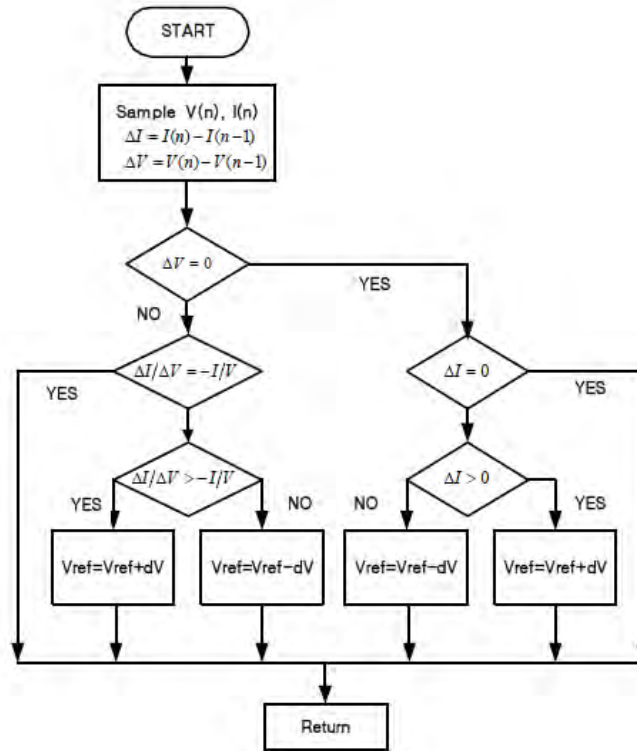 START
Sample V(n), I(n)
ΔI = I(n) − I(n−1)
ΔV = V(n) − V(n−1)
ΔV = 0
YES
NO
ΔI/ΔV = −I/V
ΔI = 0
YES
YES
ΔI/ΔV > −I/V
ΔI > 0
YES
NO
NO
YES
Vref=Vref+dV
Vref=Vref−dV
Vref=Vref−dV
Vref=Vref+dV
Return